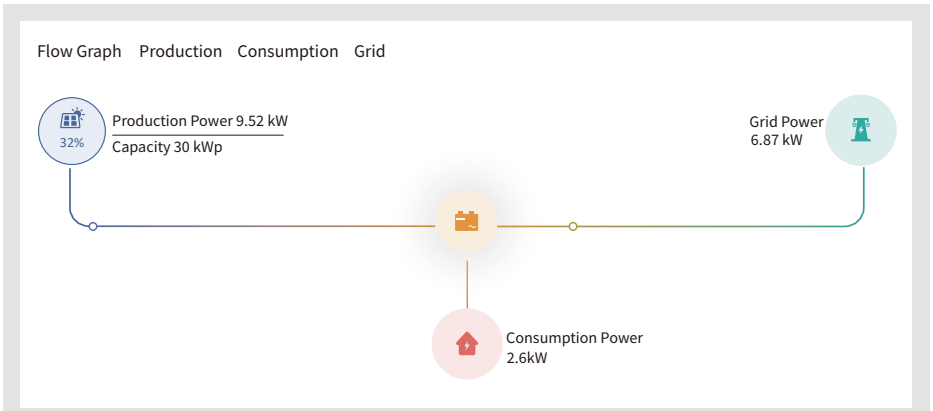 Flow Graph Production Consumption Grid
32%
Production Power 9.52 kW
Capacity 30 kWp
Grid Power
6.87 kW
Consumption Power
2.6kW